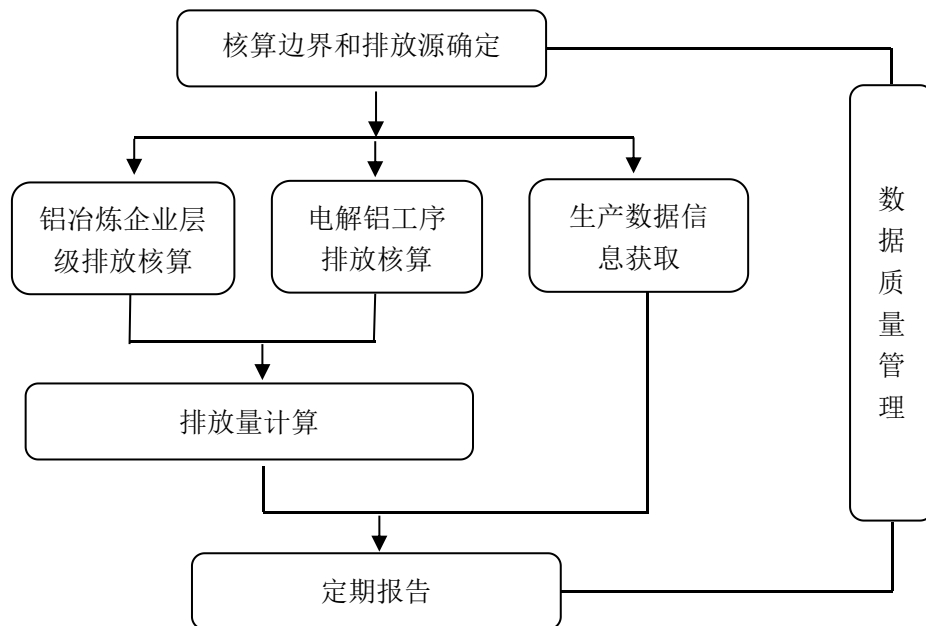 核算边界和排放源确定
铝冶炼企业层
级排放核算
电解铝工序
排放核算
生产数据信
息获取
数
据
质
量
管
理
排放量计算
定期报告